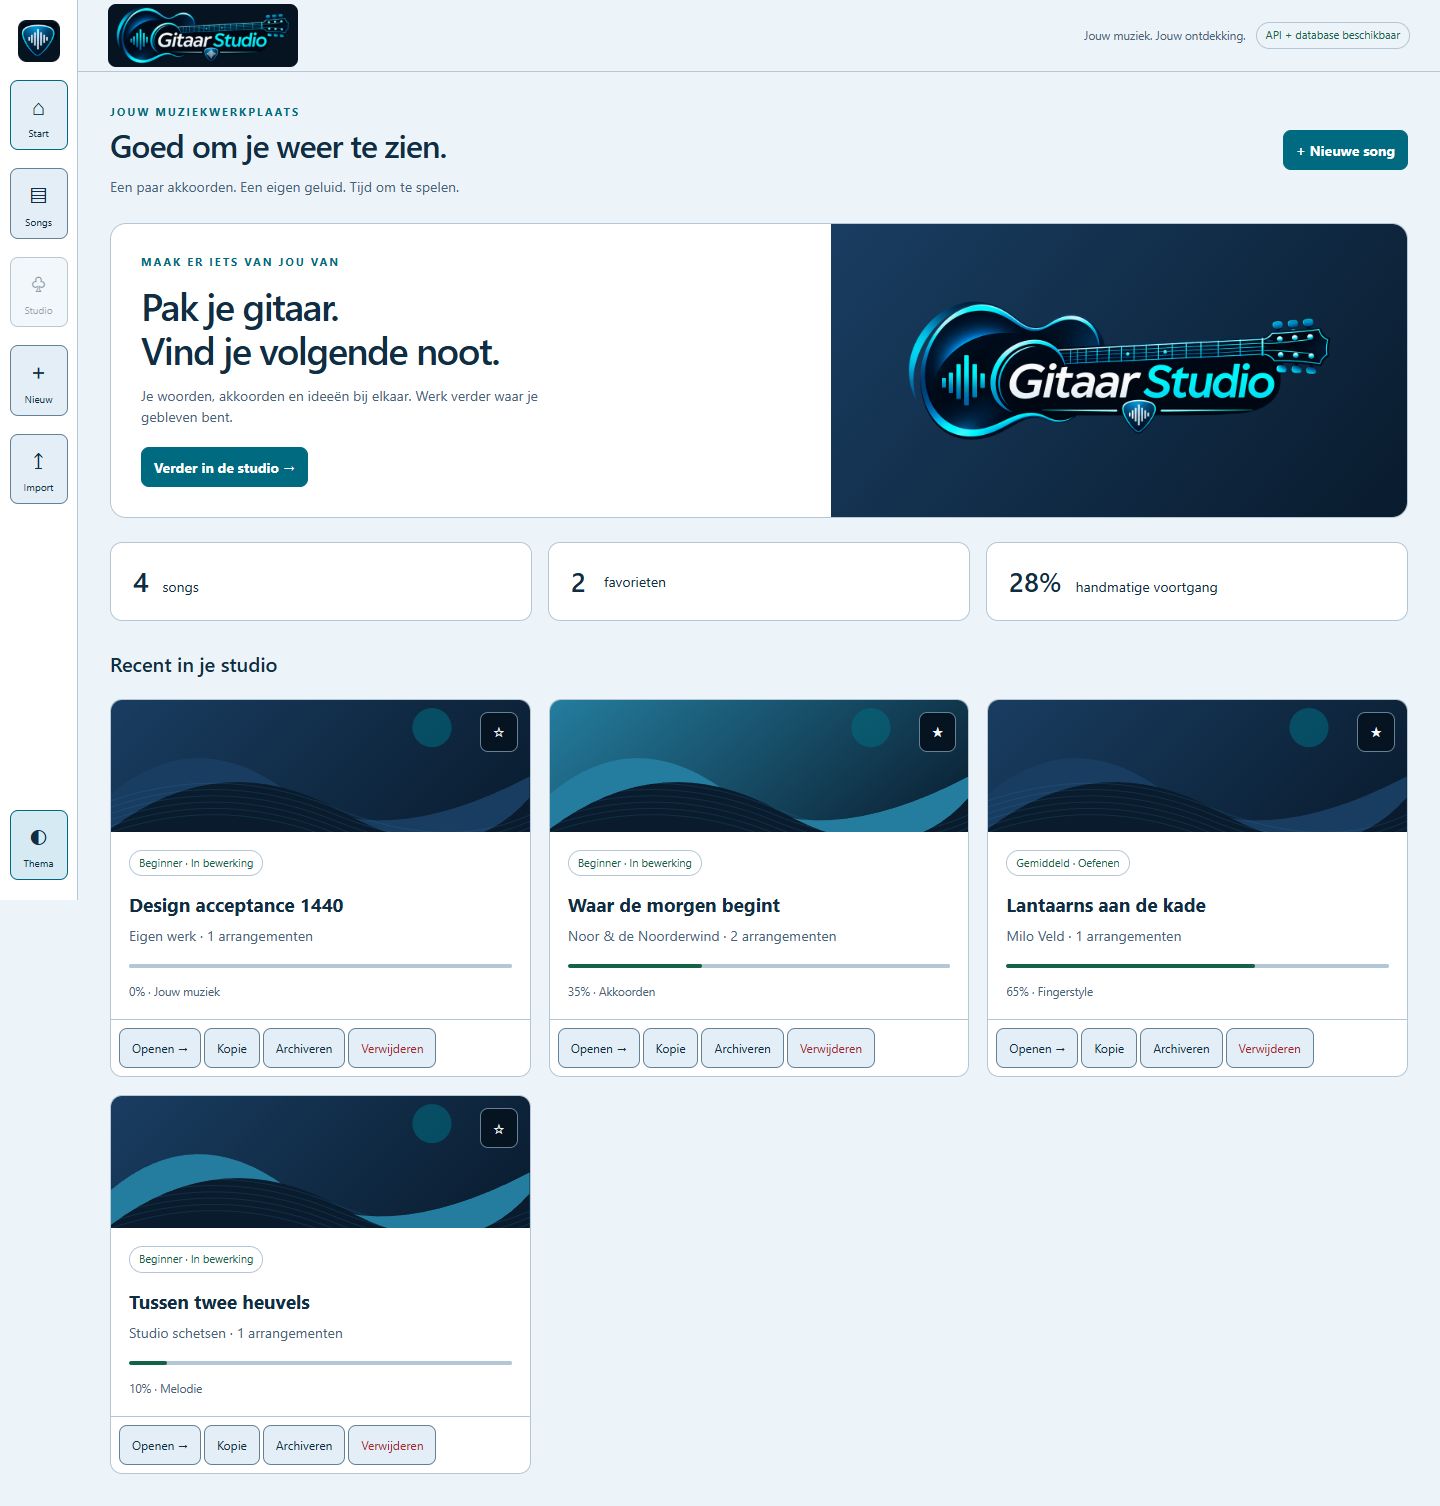 Gitaar Studio
Jouw muziek. Jouw ontdekking.
API + database beschikbaar
Start
Songs
Studio
+
Nieuw
Import
Thema
JOUW MUZIEKWERKPLAATS
Goed om je weer te zien.
Een paar akkoorden. Een eigen geluid. Tijd om te spelen.
+ Nieuwe song
MAAK ER IETS VAN JOU VAN
Pak je gitaar.
Vind je volgende noot.
Je woorden, akkoorden en ideeën bij elkaar. Werk verder waar je
gebleven bent.
Verder in de studio →
Gitaar Studio
4 songs
2 favorieten
28% handmatige voortgang
Recent in je studio
Beginner · In bewerking
Design acceptance 1440
Eigen werk · 1 arrangementen
0% · Jouw muziek
Openen →
Kopie
Archiveren
Verwijderen
Beginner · In bewerking
Waar de morgen begint
Noor & de Noorderwind · 2 arrangementen
35% · Akkoorden
Openen →
Kopie
Archiveren
Verwijderen
Gemiddeld · Oefenen
Lantaarns aan de kade
Milo Veld · 1 arrangementen
65% · Fingerstyle
Openen →
Kopie
Archiveren
Verwijderen
Beginner · In bewerking
Tussen twee heuvels
Studio schetsen · 1 arrangementen
10% · Melodie
Openen →
Kopie
Archiveren
Verwijderen